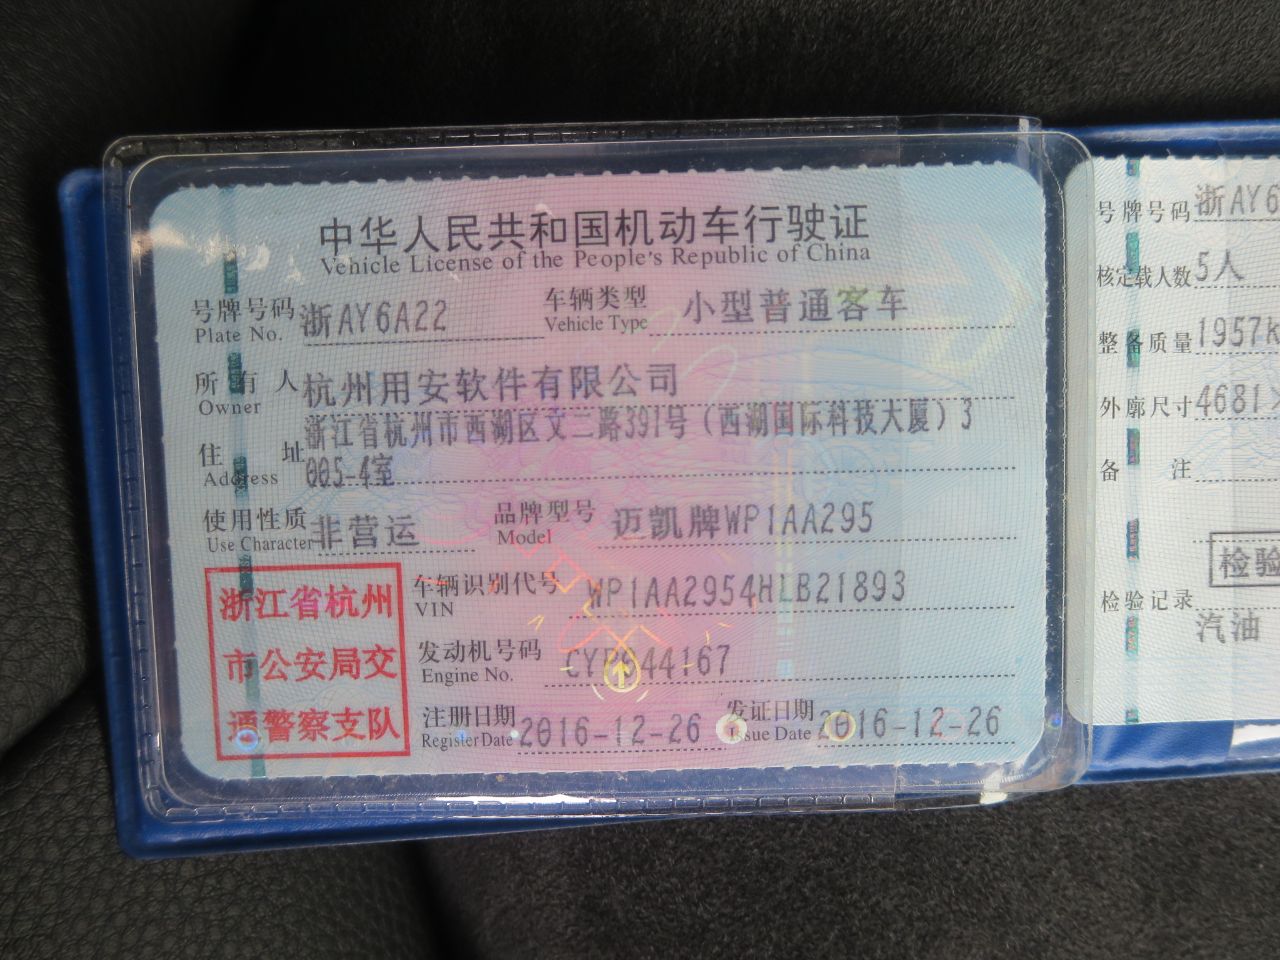 中华人民共和国机动车行驶证
Vehicle License of the People's Republic of China
号牌号码 浙AY6A22 车辆类型 小型普通客车
Plate No. Vehicle Type
所有人 杭州用安软件有限公司
Owner
住址 浙江省杭州市西湖区文二路391号（西湖国际科技大厦）3
Address 005-4室
使用性质 非营运 品牌型号 迈凯牌WP1AA295
Use Character Model
浙江省杭州
市公安局交
通警察支队
车辆识别代号 WP1AA2954HLB21893
VIN
发动机号码
Engine No.
注册日期 2016-12-26 发证日期 2016-12-26
Register Date Issue Date
号牌号码 浙AY6
核定载人数 5人
整备质量 1957k
外廓尺寸 4681×
备注
检验
检验记录
汽油